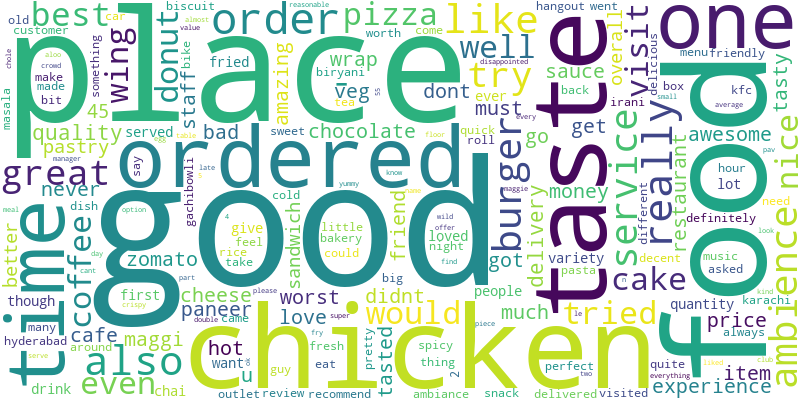 place
good
chicken
food
taste
ordered
one
time
order
like
best
pizza
great
also
even
would
tried
try
really
burger
service
ambience
nice
visit
well
coffee
cake
donut
wing
staff
amazing
wrap
veg
dont
sauce
overall
tasty
awesome
must
get
go
money
restaurant
delivery
got
quality
pastry
served
bad
chocolate
never
zomato
cheese
paneer
maggi
cafe
hot
love
worst
didnt
much
people
friend
sandwich
loved
night
experience
item
price
quantity
variety
better
first
though
many
hyderabad
drink
chai
dish
old
customer
biscuit
car
bike
worth
come
fried
biryani
tea
ever
quick
roll
sweet
something
make
made
bit
crowd
aloo
masala
chole
45
say
gachibowli
manager
late
yummy
cold
know
floor
table
egg
little
bakery
give
feel
rice
take
could
wild
offer
find
big
4
option
day
cant
meal
crispy
around
came
want
u
guy
fry
fresh
super
eat
outlet
review
recommend
tasted
pretty
spicy
thing
2
ambiance
snack
piece
perfect
two
delivered
visited
quite
everything
always
karachi
decent
pasta
different
definitely
music
asked
hour
lot
need
look
kind
club
liked
small
average
pav
box
kfc
irani
back
menu
friendly
delicious
hangout
went
reasonable
almost
value
disappointed
every
maggie
please
double
part
serve
ok